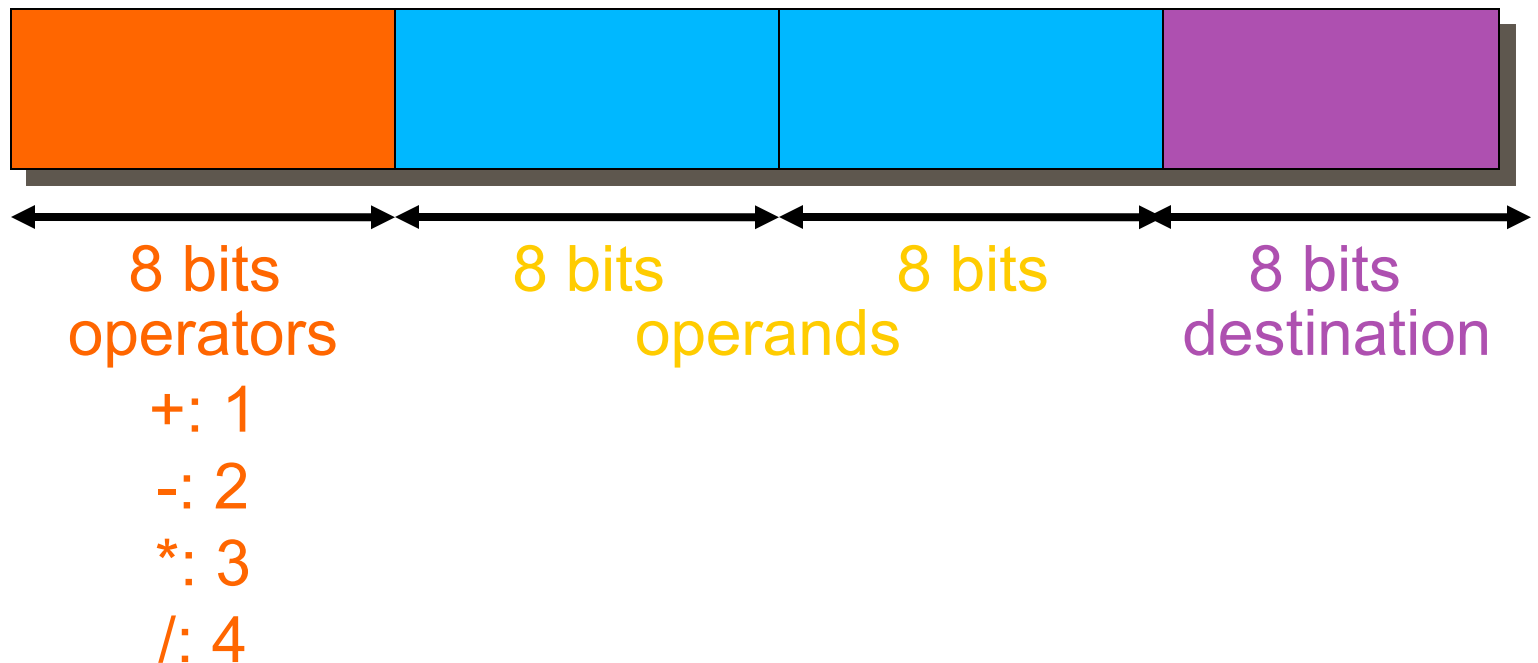 8 bits 8 bits 8 bits 8 bits
operators operands destination
+: 1
-: 2
*: 3
/: 4